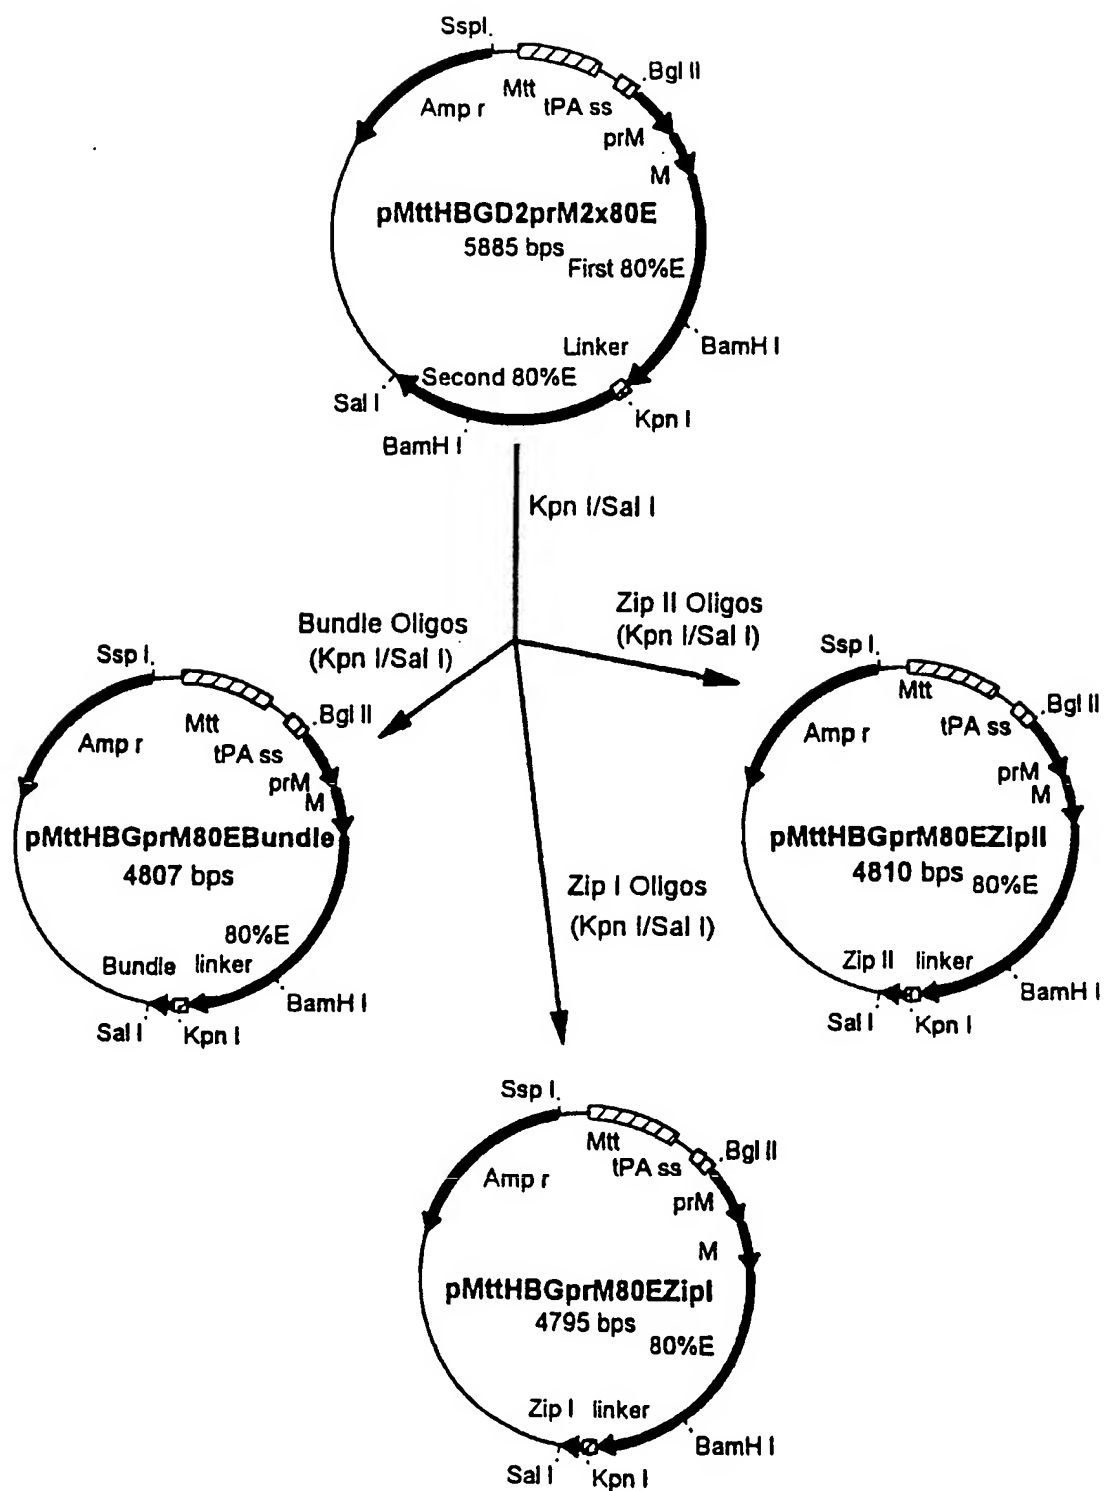 SspI
Mtt
tPA ss
Bgl II
Amp r
prM
M
pMttHBGD2prM2x80E
5885 bps
First 80%E
BamH I
Linker
Second 80%E
Sal I
Kpn I
BamH I
Kpn I/Sal I
Bundle Oligos
(Kpn I/Sal I)
Zip II Oligos
(Kpn I/Sal I)
Zip I Oligos
(Kpn I/Sal I)
Ssp I
Mtt
tPA ss
Bgl II
Amp r
prM
M
pMttHBGprM80EBundle
4807 bps
80%E
Bundle linker
BamH I
Sal I
Kpn I
Ssp I
Mtt
tPA ss
Bgl II
Amp r
prM
M
pMttHBGprM80EZipII
4810 bps
80%E
Zip II linker
BamH I
Sal I
Kpn I
Ssp I
Mtt
tPA ss
Bgl II
Amp r
prM
M
pMttHBGprM80EZipI
4795 bps
80%E
Zip I linker
BamH I
Sal I
Kpn I